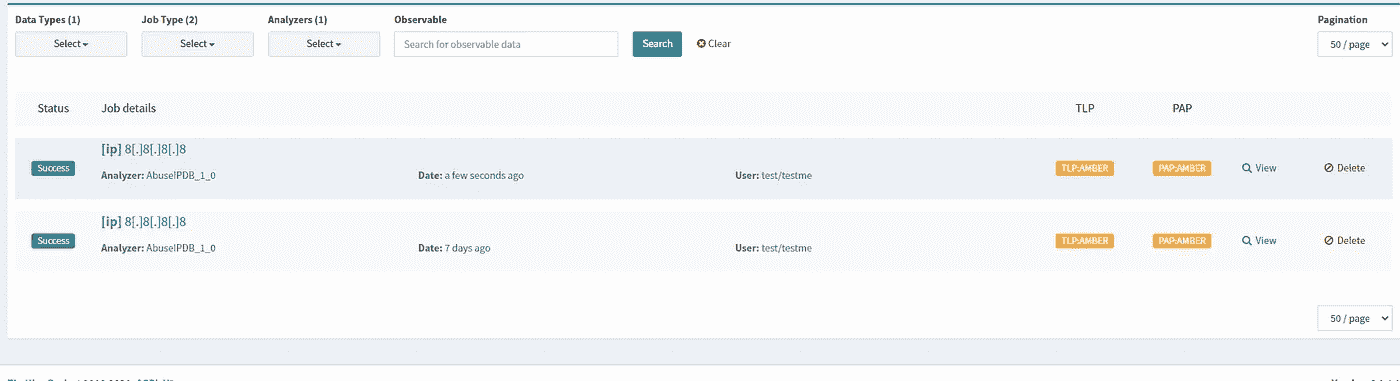 Data Types (1) Job Type (2) Analyzers (1) Observable Pagination
Select Select Select Search for observable data Search Clear 50 / page
Status Job details TLP PAP
[ip] 8[.]8[.]8[.]8
Success TLP:AMBER PAP:AMBER View Delete
Analyzer: AbuseIPDB_1_0 Date: a few seconds ago User: test/testme
[ip] 8[.]8[.]8[.]8
Success TLP:AMBER PAP:AMBER View Delete
Analyzer: AbuseIPDB_1_0 Date: 7 days ago User: test/testme
50 / page